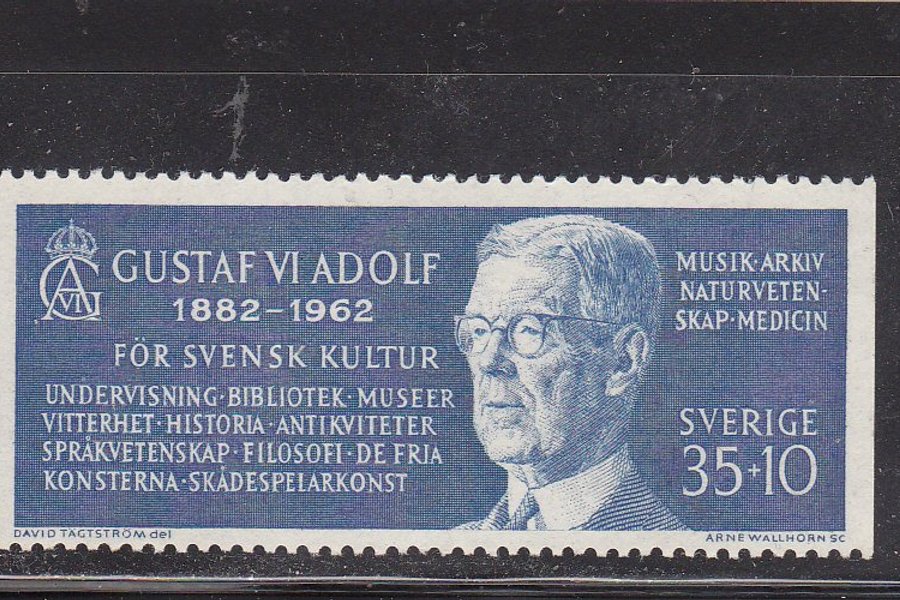 GUSTAF VI ADOLF
1882–1962
FÖR SVENSK KULTUR
UNDERVISNING·BIBLIOTEK·MUSEER
VITTERHET·HISTORIA·ANTIKVITETER
SPRÅKVETENSKAP·FILOSOFI·DE FRIA
KONSTERNA·SKÅDESPELARKONST
MUSIK·ARKIV
NATURVETEN-
SKAP·MEDICIN
SVERIGE
35+10
DAVID TÄGTSTRÖM del
ARNE WALLHORN SC